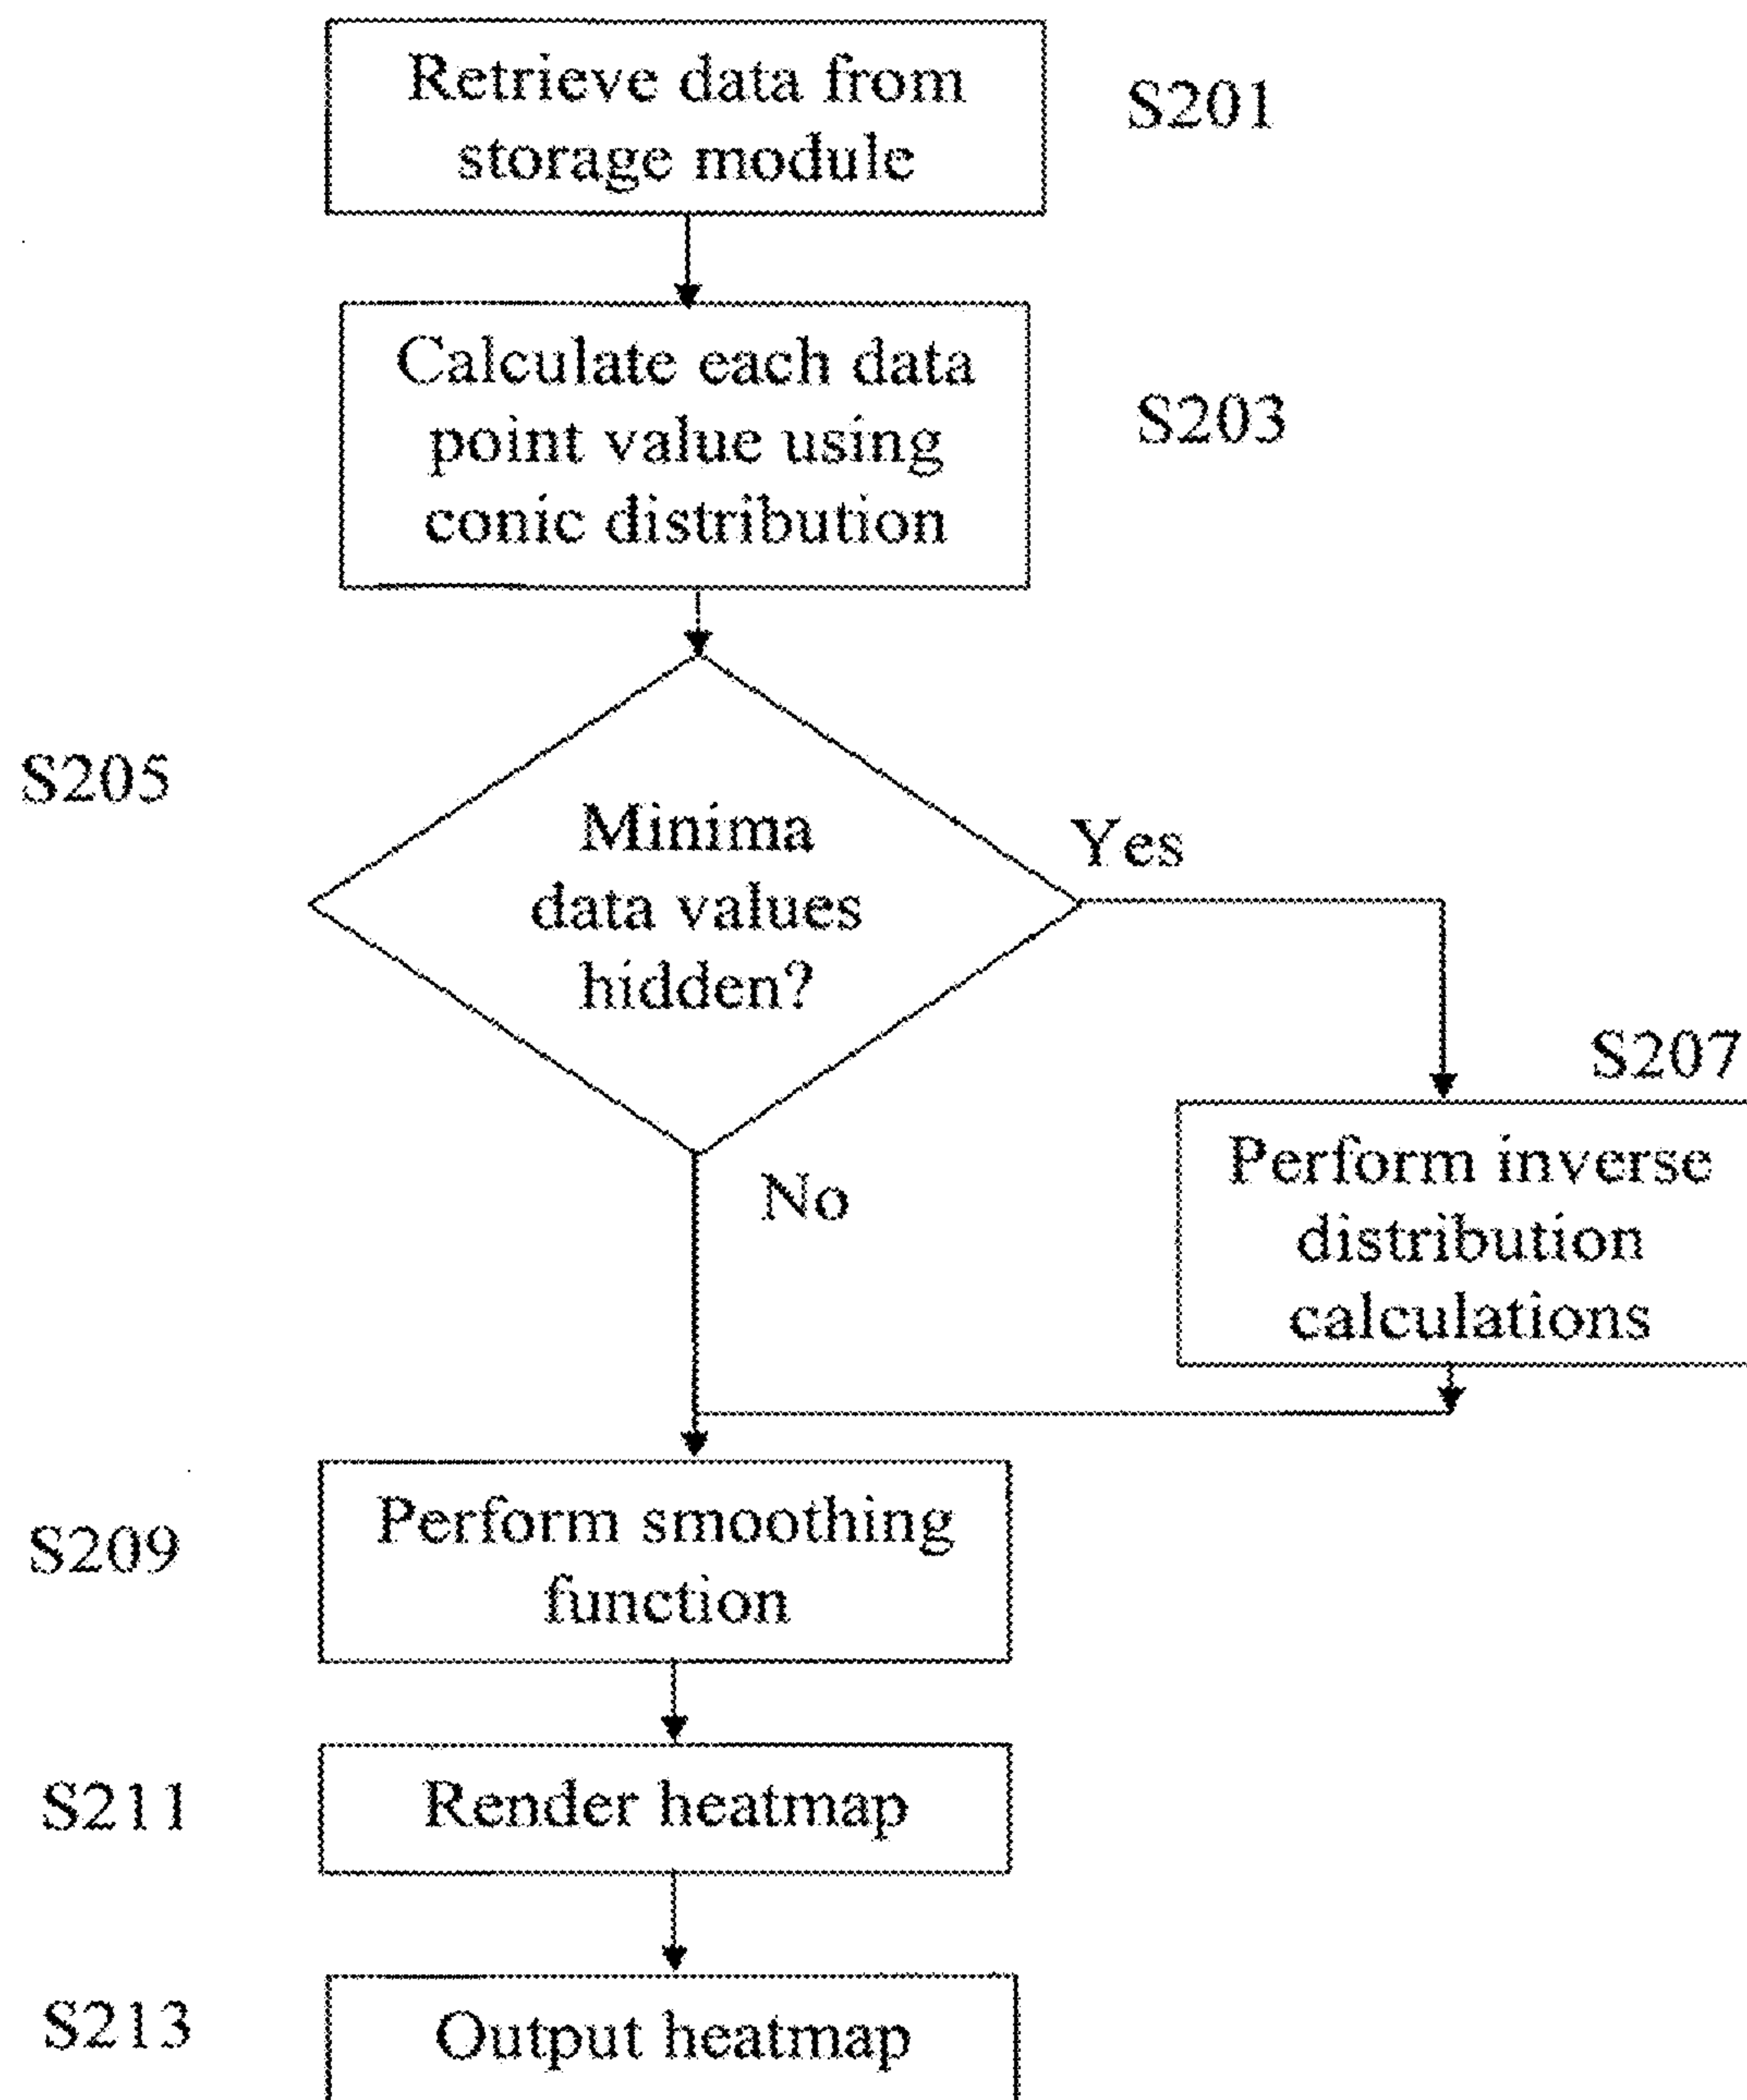 Retrieve data from
storage module
S201
Calculate each data
point value using
conic distribution
S203
S205
Minima
data values
hidden?
Yes
No
S207
Perform inverse
distribution
calculations
S209
Perform smoothing
function
S211
Render heatmap
S213
Output heatmap